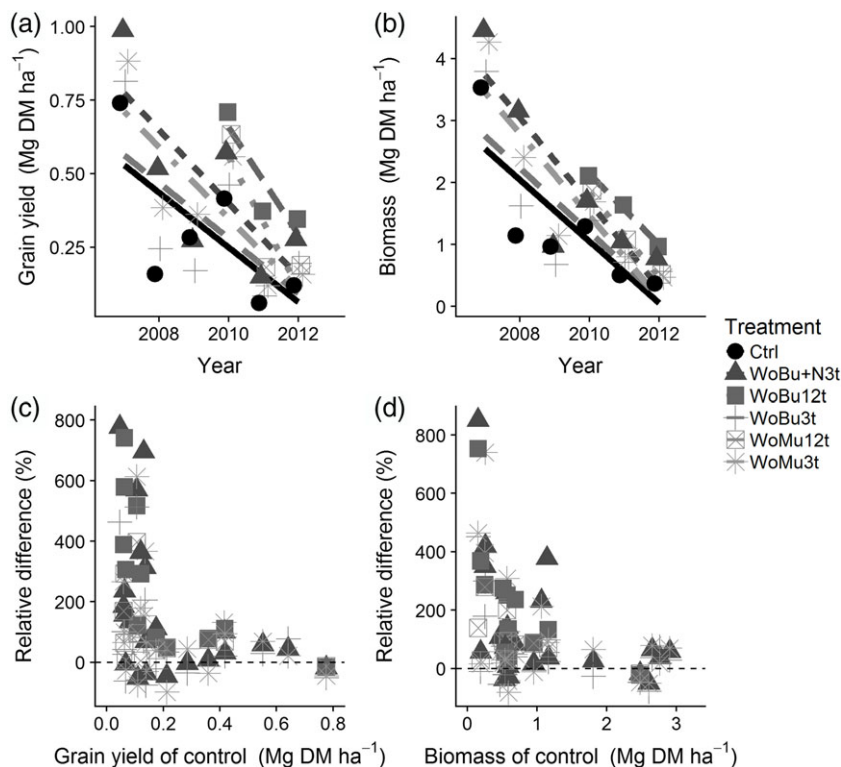 (a)
1.00
0.75
0.50
0.25
Grain yield (Mg DM ha⁻¹)
2008 2010 2012
Year
(b)
4
3
2
1
0
Biomass (Mg DM ha⁻¹)
2008 2010 2012
Year
Treatment
Ctrl
WoBu+N3t
WoBu12t
WoBu3t
WoMu12t
WoMu3t
(c)
800
600
400
200
0
Relative difference (%)
0.0 0.2 0.4 0.6 0.8
Grain yield of control (Mg DM ha⁻¹)
(d)
800
600
400
200
0
Relative difference (%)
0 1 2 3
Biomass of control (Mg DM ha⁻¹)